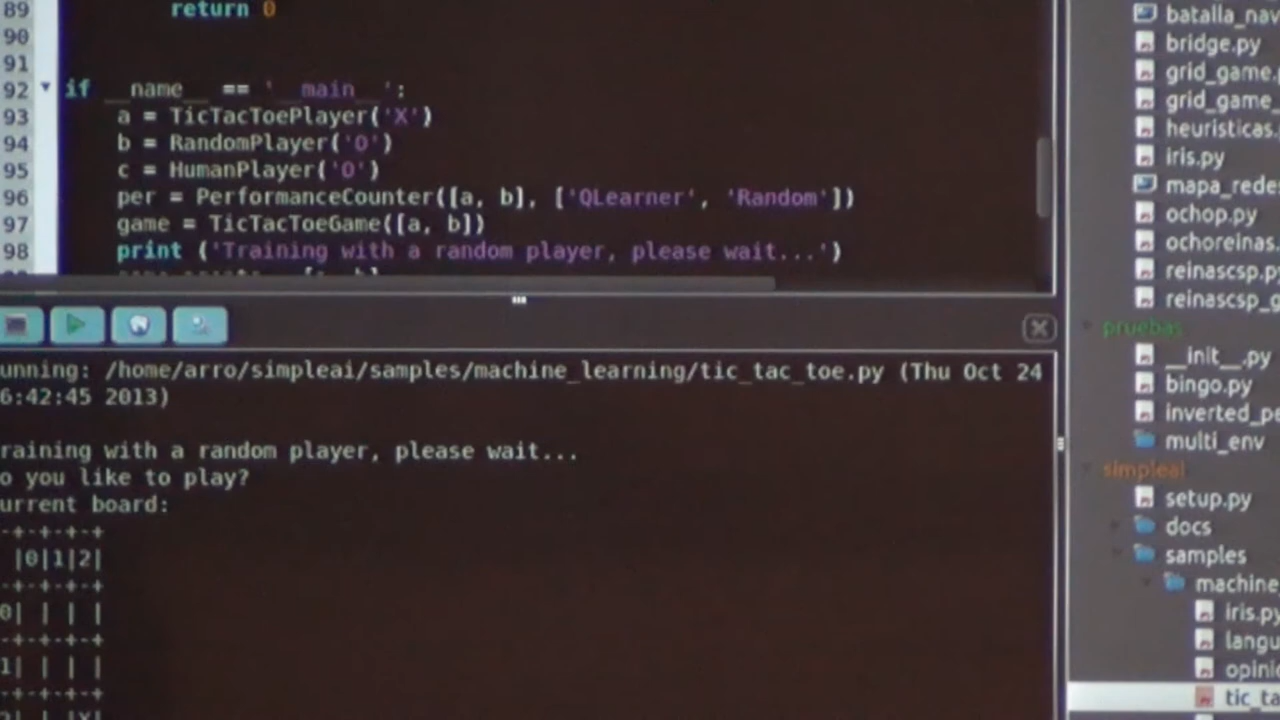 89 return 0
90
91
92 if __name__ == '__main__':
93 a = TicTacToePlayer('X')
94 b = RandomPlayer('O')
95 c = HumanPlayer('O')
96 per = PerformanceCounter([a, b], ['QLearner', 'Random'])
97 game = TicTacToeGame([a, b])
98 print ('Training with a random player, please wait...')
unning: /home/arro/simpleai/samples/machine_learning/tic_tac_toe.py (Thu Oct 24
6:42:45 2013)
raining with a random player, please wait...
o you like to play?
urrent board:
-+-+-+-+
|0|1|2|
-+-+-+-+
0| | | |
-+-+-+-+
1| | | |
-+-+-+-+
2| | |X|
batalla_nav
bridge.py
grid_game.
grid_game_
heuristicas.
iris.py
mapa_rede
ochop.py
ochoreinas.
reinascsp.py
reinascsp_g
pruebas
__init__.py
bingo.py
inverted_pe
multi_env
simpleai
setup.py
docs
samples
machine_
iris.py
langu
opinio
tic_ta